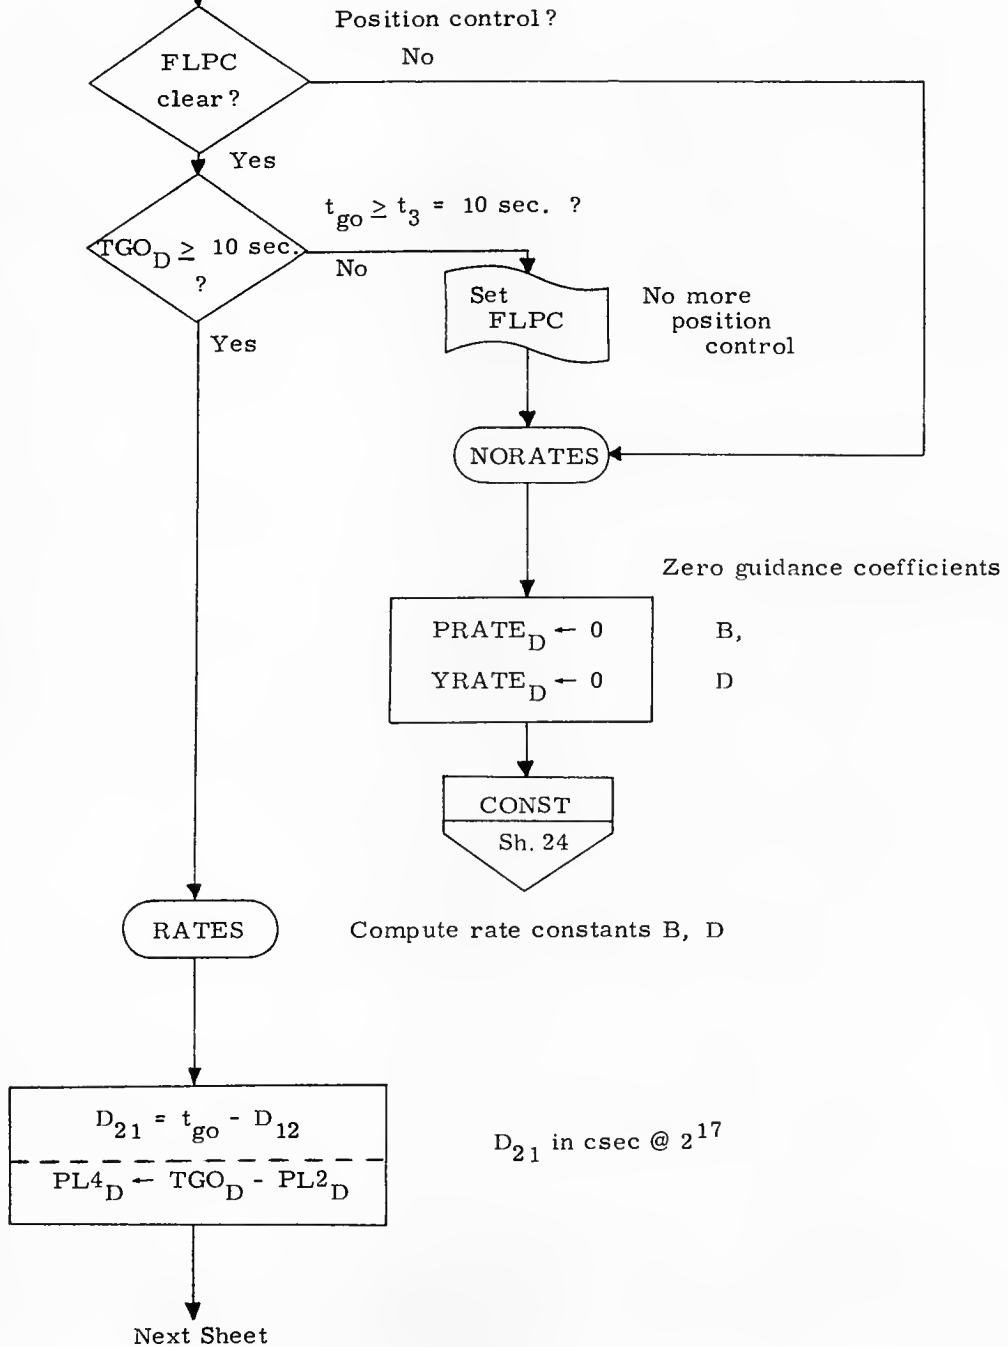 Position control?
No
FLPC
clear?
Yes
t_go ≥ t_3 = 10 sec. ?
TGO_D ≥ 10 sec.
?
No
Set
FLPC
No more
position
control
Yes
NORATES
Zero guidance coefficients
PRATE_D ← 0
B,
YRATE_D ← 0
D
CONST
Sh. 24
RATES
Compute rate constants B, D
D_21 = t_go - D_12
D_21 in csec @ 2^17
PL4_D ← TGO_D - PL2_D
Next Sheet